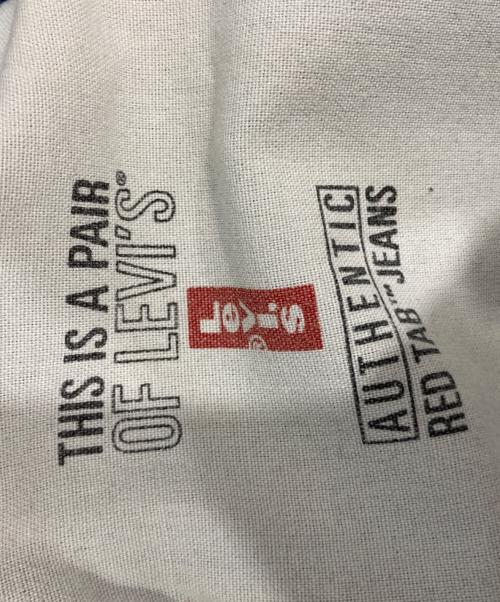 THIS IS A PAIR
OF LEVI'S®
Levi's®
AUTHENTIC
RED TAB™ JEANS